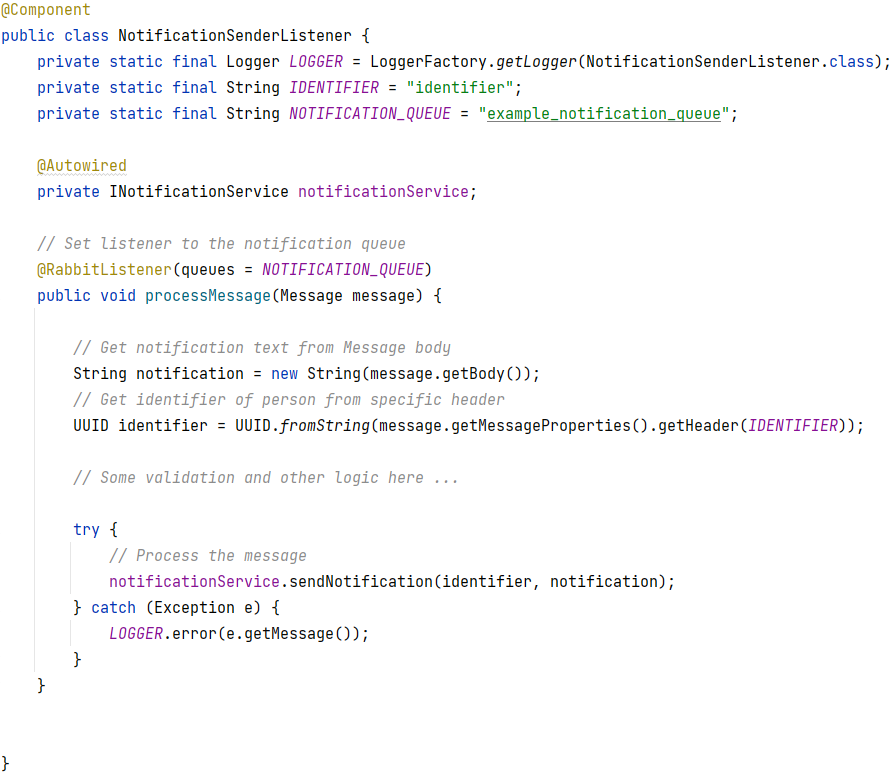 @Component
public class NotificationSenderListener {
    private static final Logger LOGGER = LoggerFactory.getLogger(NotificationSenderListener.class);
    private static final String IDENTIFIER = "identifier";
    private static final String NOTIFICATION_QUEUE = "example_notification_queue";

    @Autowired
    private INotificationService notificationService;

    // Set listener to the notification queue
    @RabbitListener(queues = NOTIFICATION_QUEUE)
    public void processMessage(Message message) {

        // Get notification text from Message body
        String notification = new String(message.getBody());
        // Get identifier of person from specific header
        UUID identifier = UUID.fromString(message.getMessageProperties().getHeader(IDENTIFIER));

        // Some validation and other logic here ...

        try {
            // Process the message
            notificationService.sendNotification(identifier, notification);
        } catch (Exception e) {
            LOGGER.error(e.getMessage());
        }
    }


}